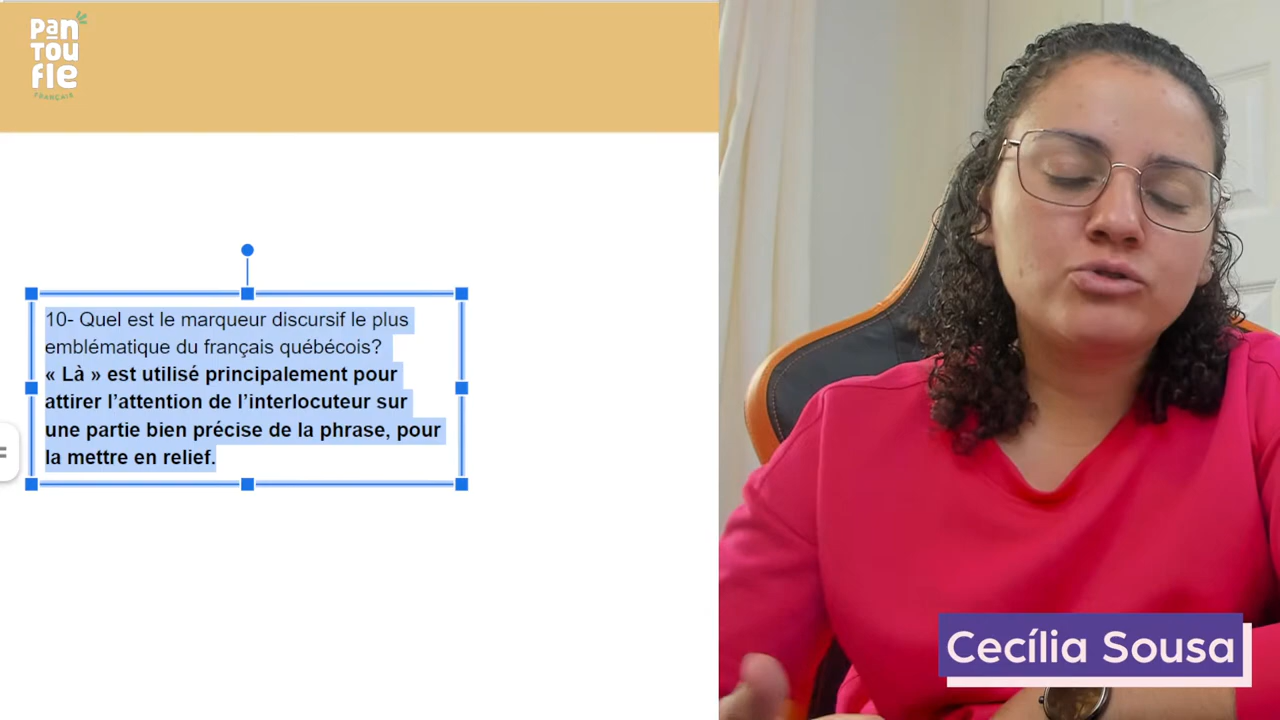 Pan
TOU
fle
FRANÇAIS
10- Quel est le marqueur discursif le plus
emblématique du français québécois?
« Là » est utilisé principalement pour
attirer l’attention de l’interlocuteur sur
une partie bien précise de la phrase, pour
la mettre en relief.
Cecília Sousa